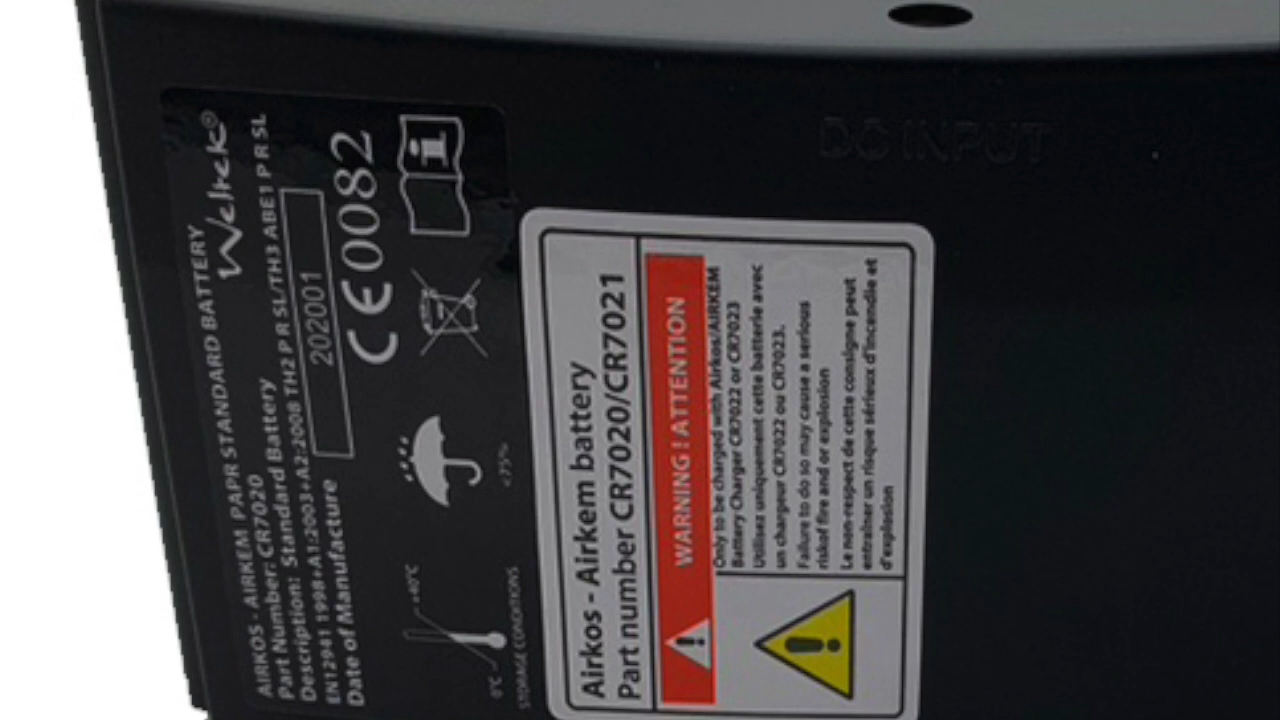 AIRKOS - AIRKEM PAPR STANDARD BATTERY
Part Number: CR7020
Weltek®
Description: Standard Battery
EN12941 1998+A1:2003+A2:2008 TH2 P R SL/TH3 ABE1 P R SL
Date of Manufacture 202001
CE0082
i
0°C +40°C <75%
STORAGE CONDITIONS
Airkos - Airkem battery
Part number CR7020/CR7021
WARNING ! ATTENTION
Only to be charged with Airkos/AIRKEM
Battery Charger CR7022 or CR7023
Utilisez uniquement cette batterie avec
un chargeur CR7022 ou CR7023.
Failure to do so may cause a serious
riskof fire and or explosion
Le non-respect de cette consigne peut
entraîner un risque sérieux d'incendie et
d'explosion
DC INPUT